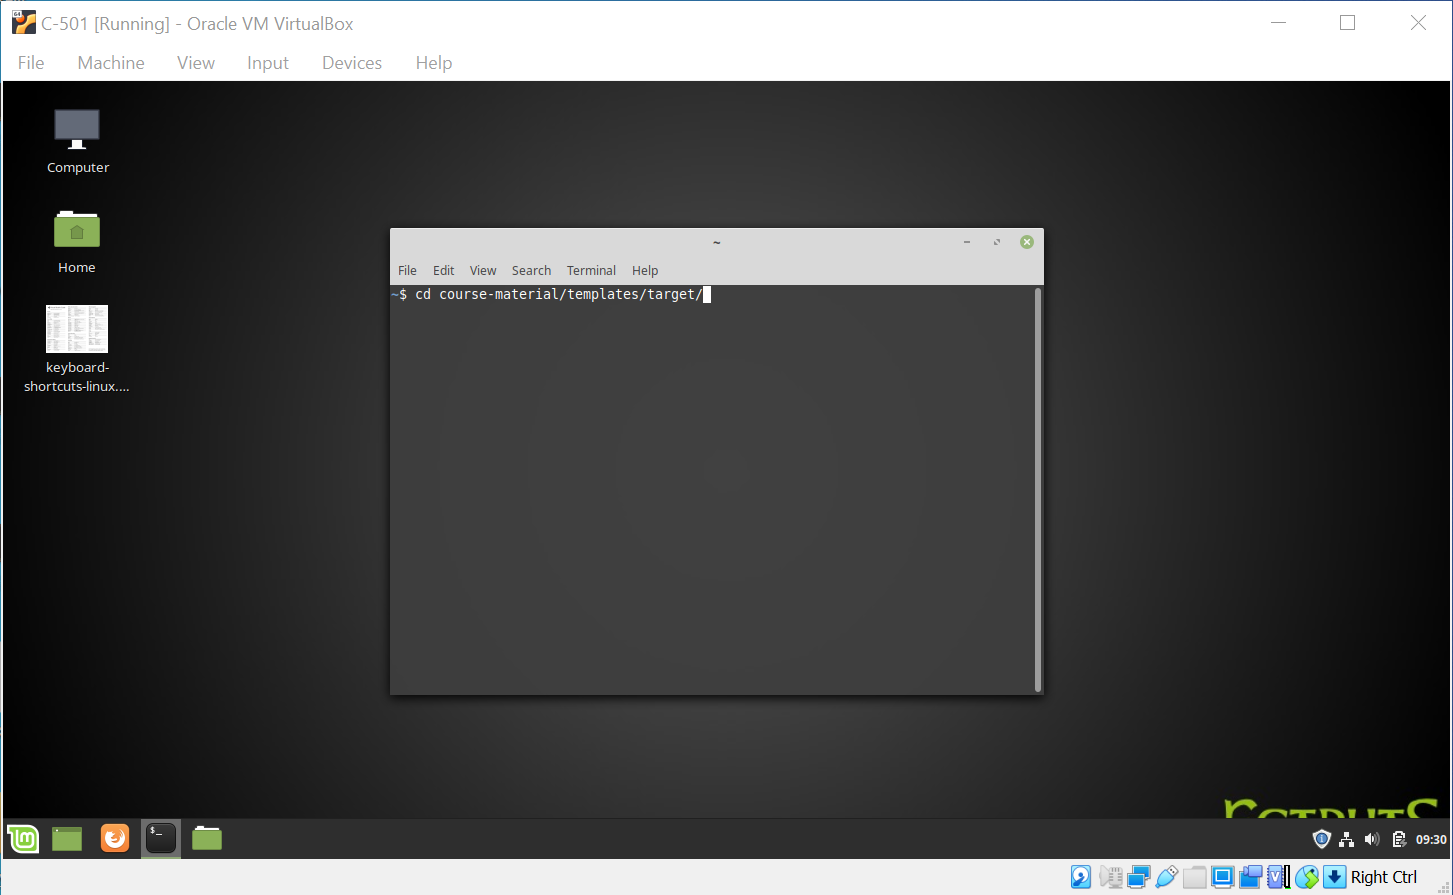 C-501 [Running] - Oracle VM VirtualBox
File Machine View Input Devices Help
Computer
Home
keyboard-
shortcuts-linux....
~
File Edit View Search Terminal Help
~$ cd course-material/templates/target/
$_
09:30
Right Ctrl